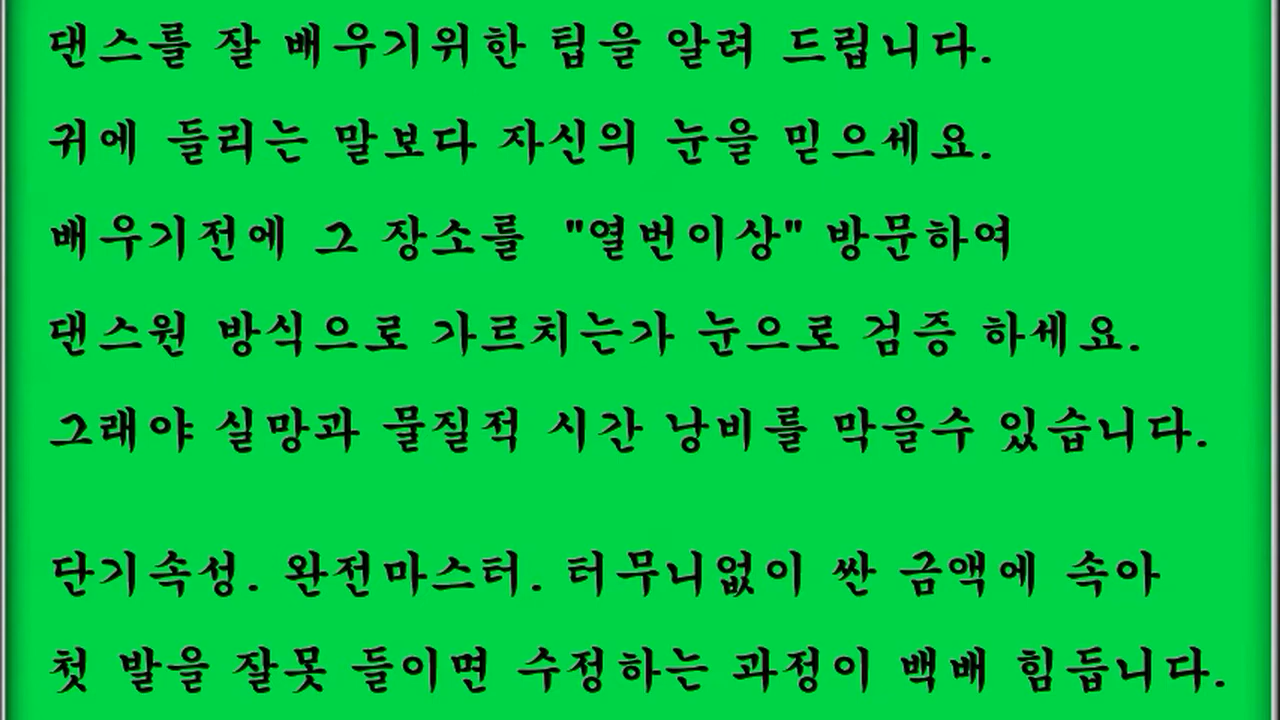 댄스를 잘 배우기위한 팁을 알려 드립니다.
귀에 들리는 말보다 자신의 눈을 믿으세요.
배우기전에 그 장소를 "열번이상" 방문하여
댄스원 방식으로 가르치는가 눈으로 검증 하세요.
그래야 실망과 물질적 시간 낭비를 막을수 있습니다.
단기속성. 완전마스터. 터무니없이 싼 금액에 속아
첫 발을 잘못 들이면 수정하는 과정이 백배 힘듭니다.